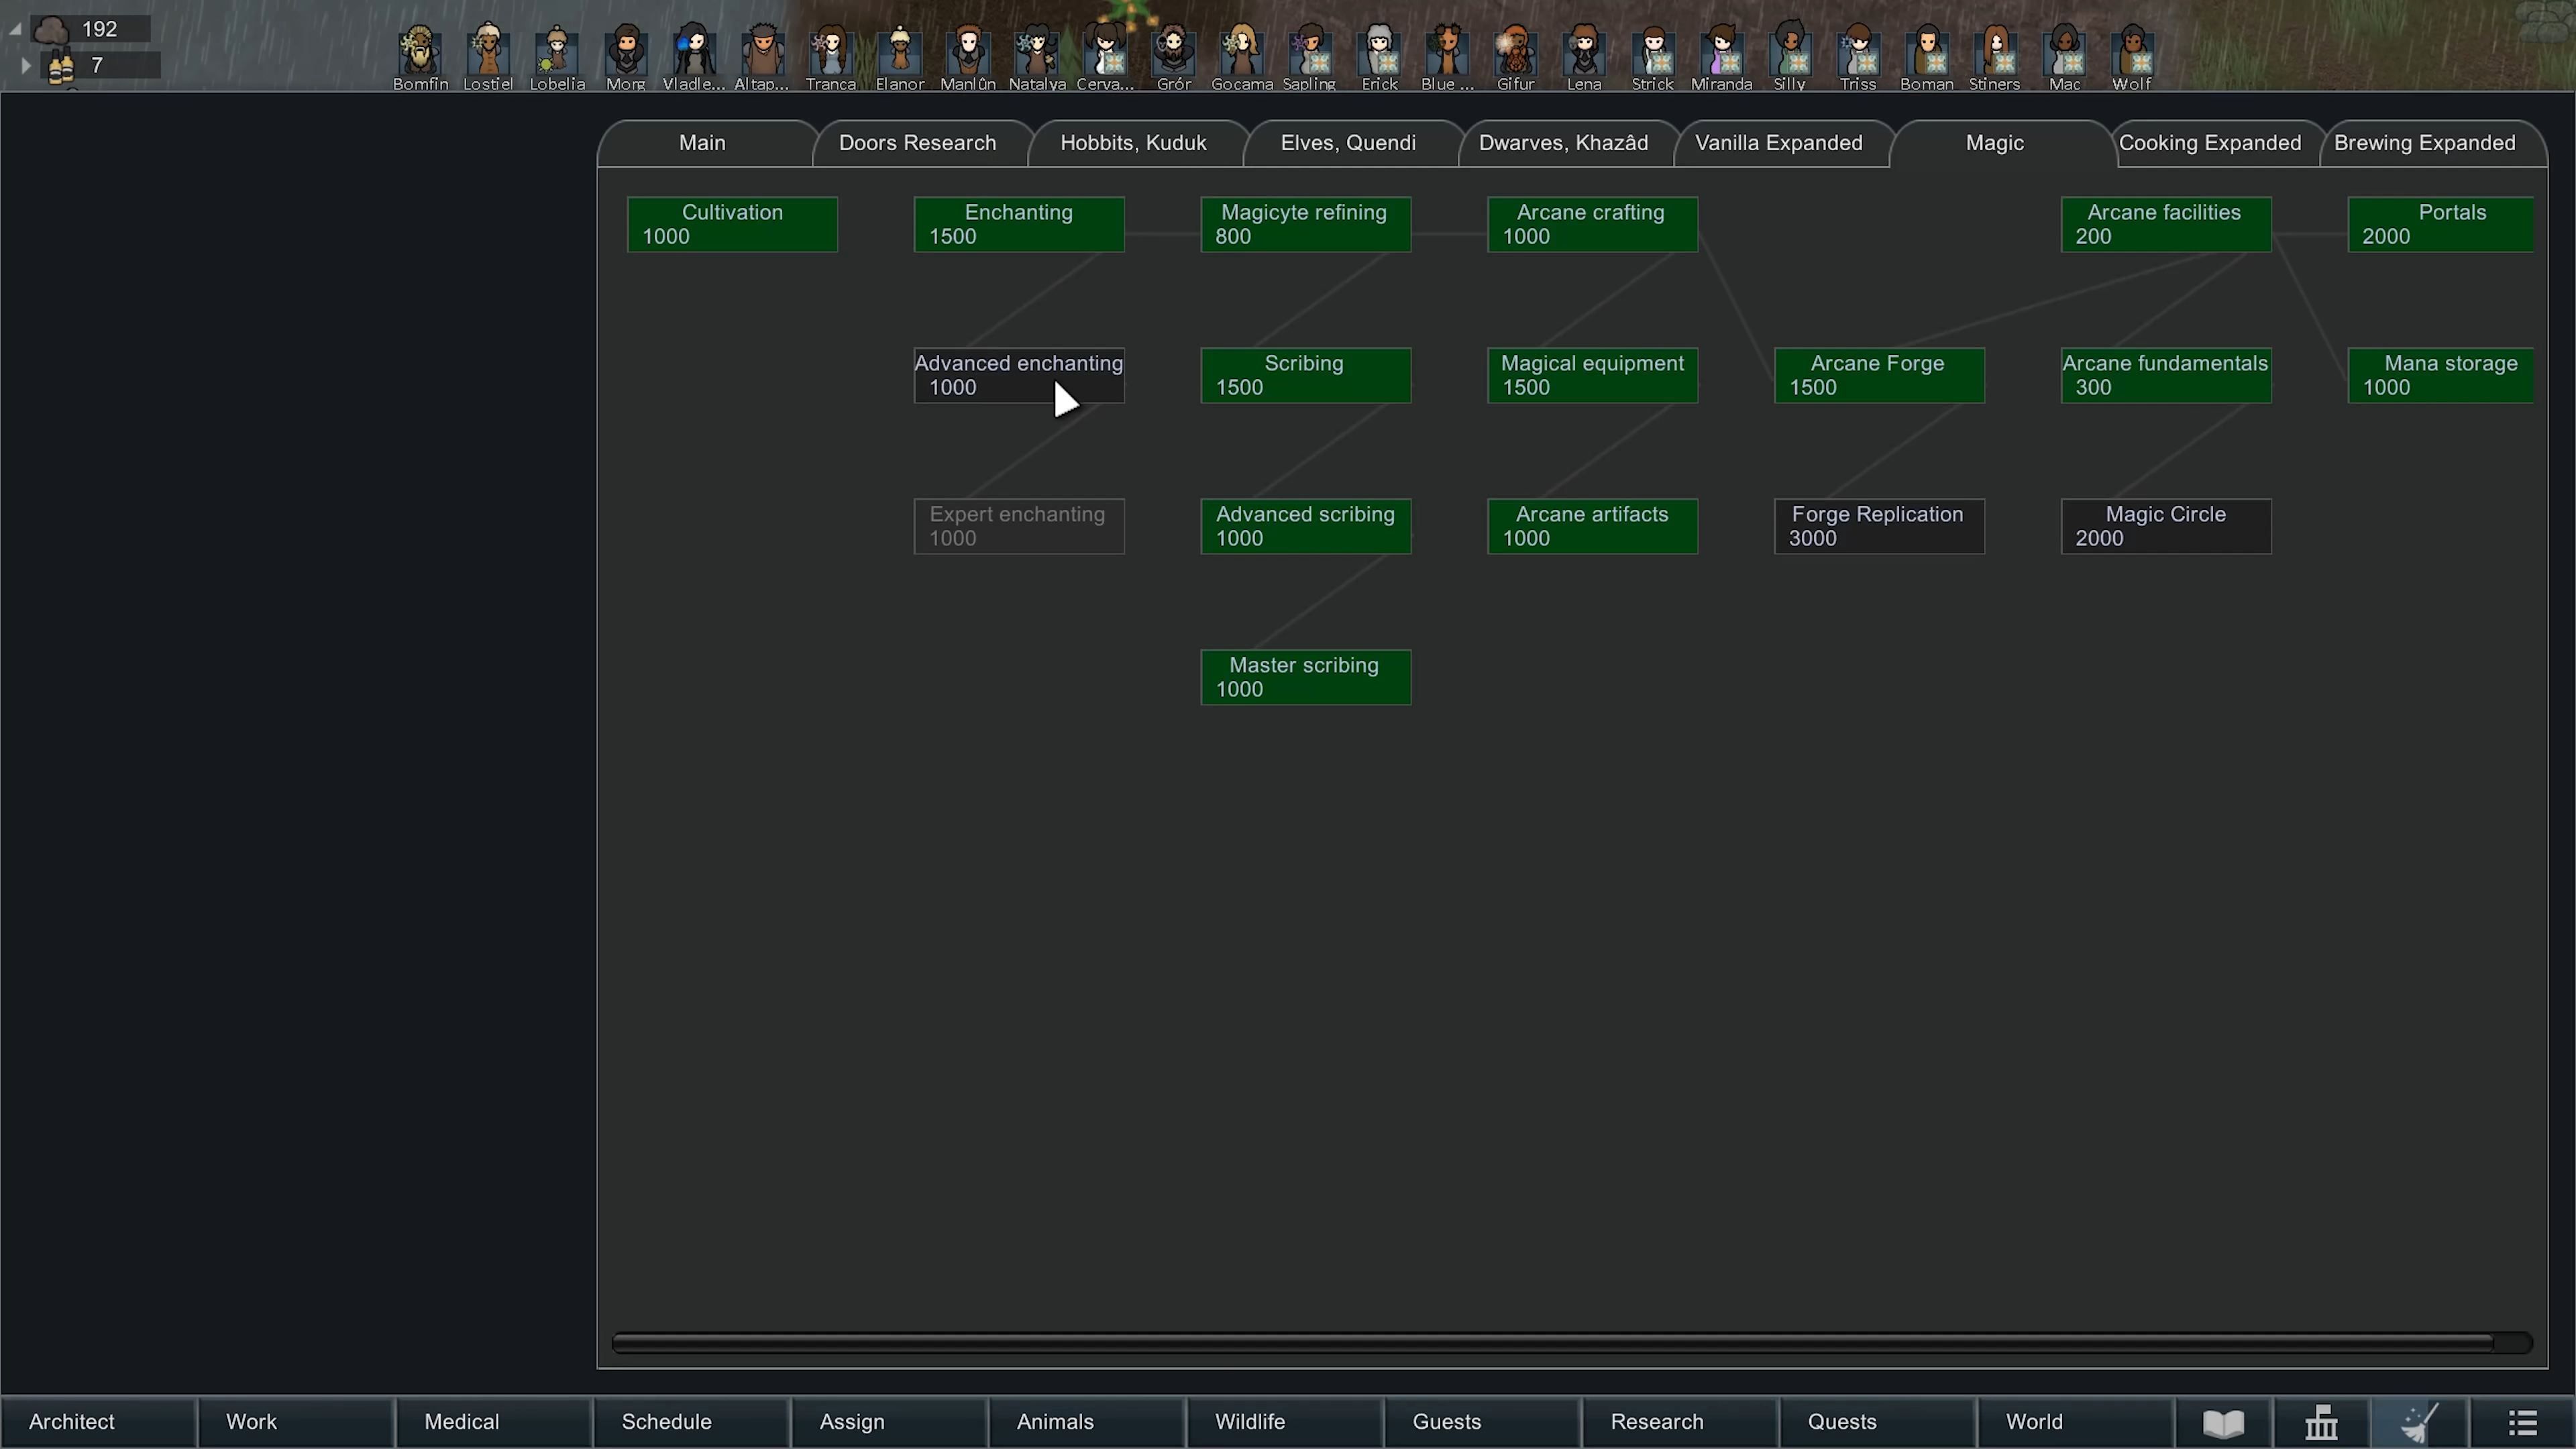 192
7
Bomfin Lostiel Lobelia Morg Vladle... Altap... Tranca Elanor Manlûn Natalya Cerva... Grór Gocama Sapling Erick Blue ... Gifur Lena Strick Miranda Silly Triss Boman Stiners Mac Wolf
Main Doors Research Hobbits, Kuduk Elves, Quendi Dwarves, Khazâd Vanilla Expanded Magic Cooking Expanded Brewing Expanded
Cultivation Enchanting Magicyte refining Arcane crafting Arcane facilities Portals
1000 1500 800 1000 200 2000
Advanced enchanting Scribing Magical equipment Arcane Forge Arcane fundamentals Mana storage
1000 1500 1500 1500 300 1000
Expert enchanting Advanced scribing Arcane artifacts Forge Replication Magic Circle
1000 1000 1000 3000 2000
Master scribing
1000
Architect Work Medical Schedule Assign Animals Wildlife Guests Research Quests World